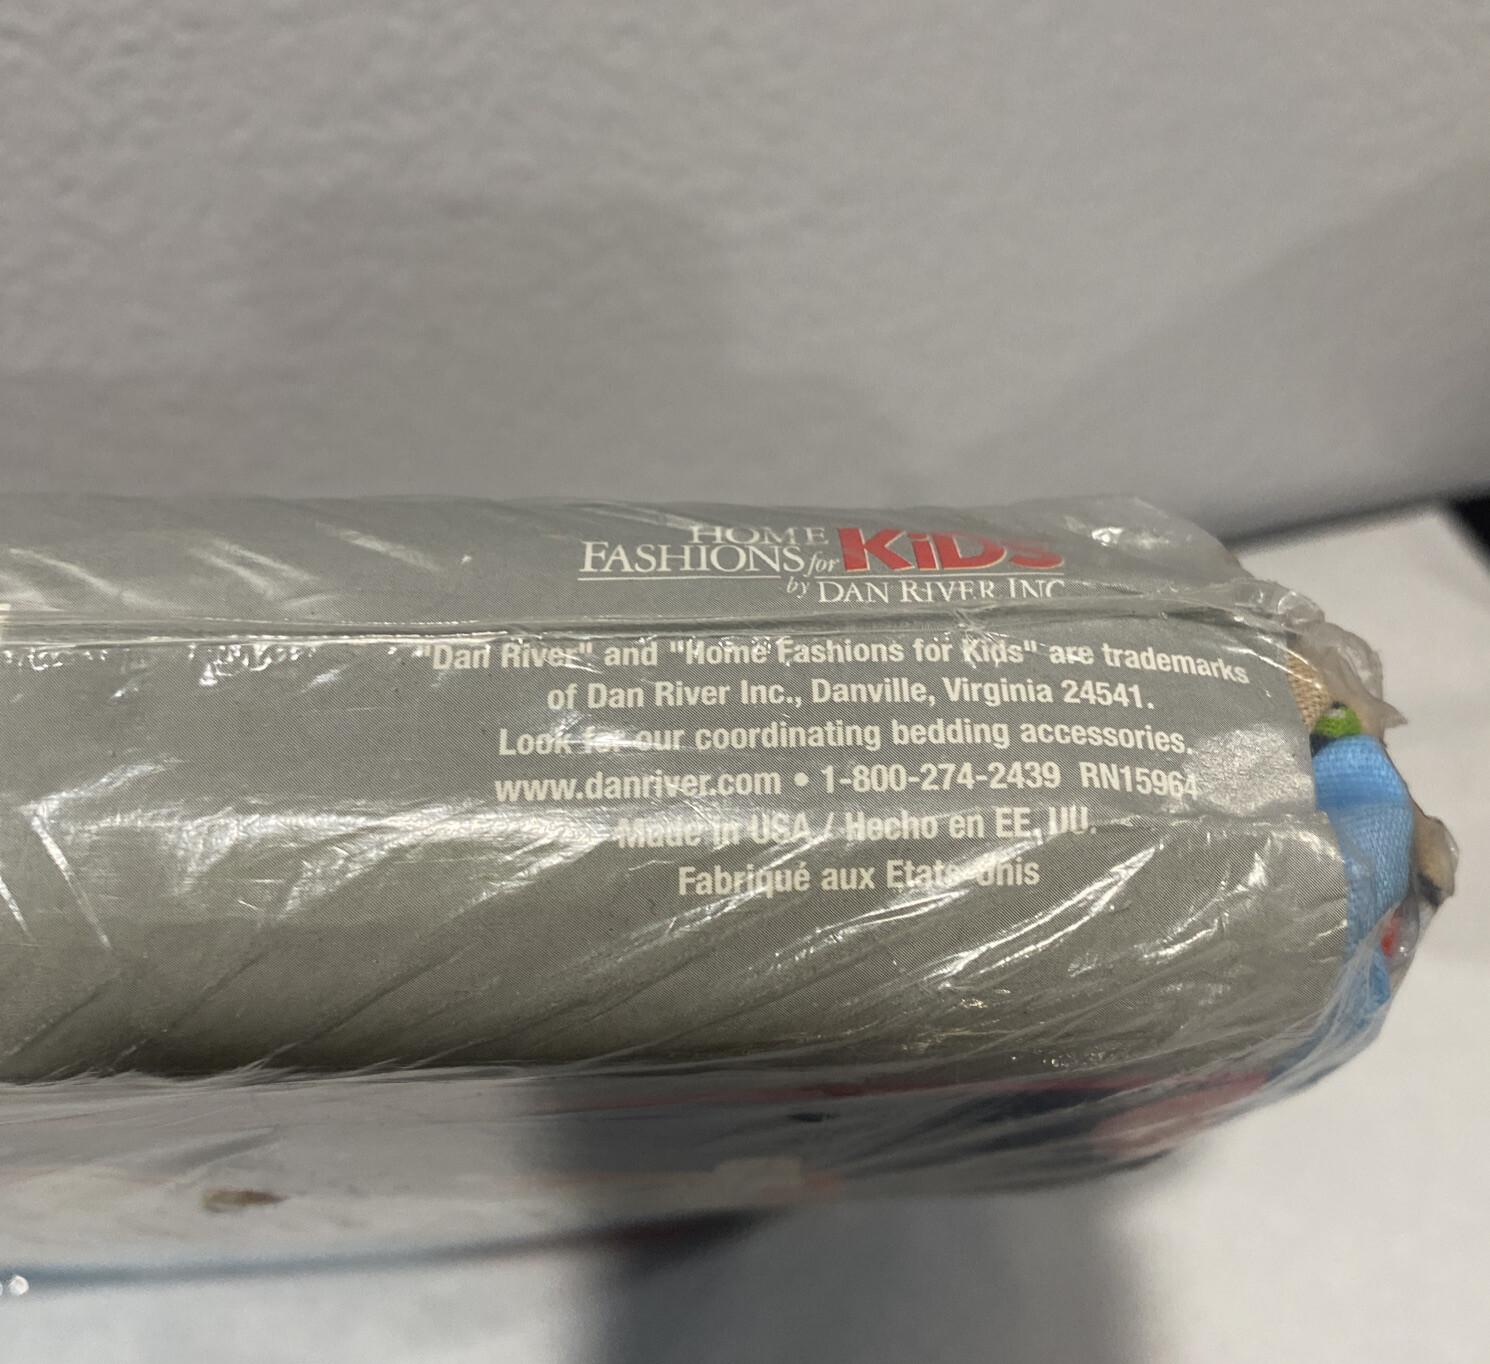 HOME
FASHIONS for KiDS
by DAN RIVER INC
"Dan River" and "Home Fashions for Kids" are trademarks
of Dan River Inc., Danville, Virginia 24541.
Look for our coordinating bedding accessories.
www.danriver.com • 1-800-274-2439 RN15964
Made in USA / Hecho en EE. UU.
Fabriqué aux Etats-Unis